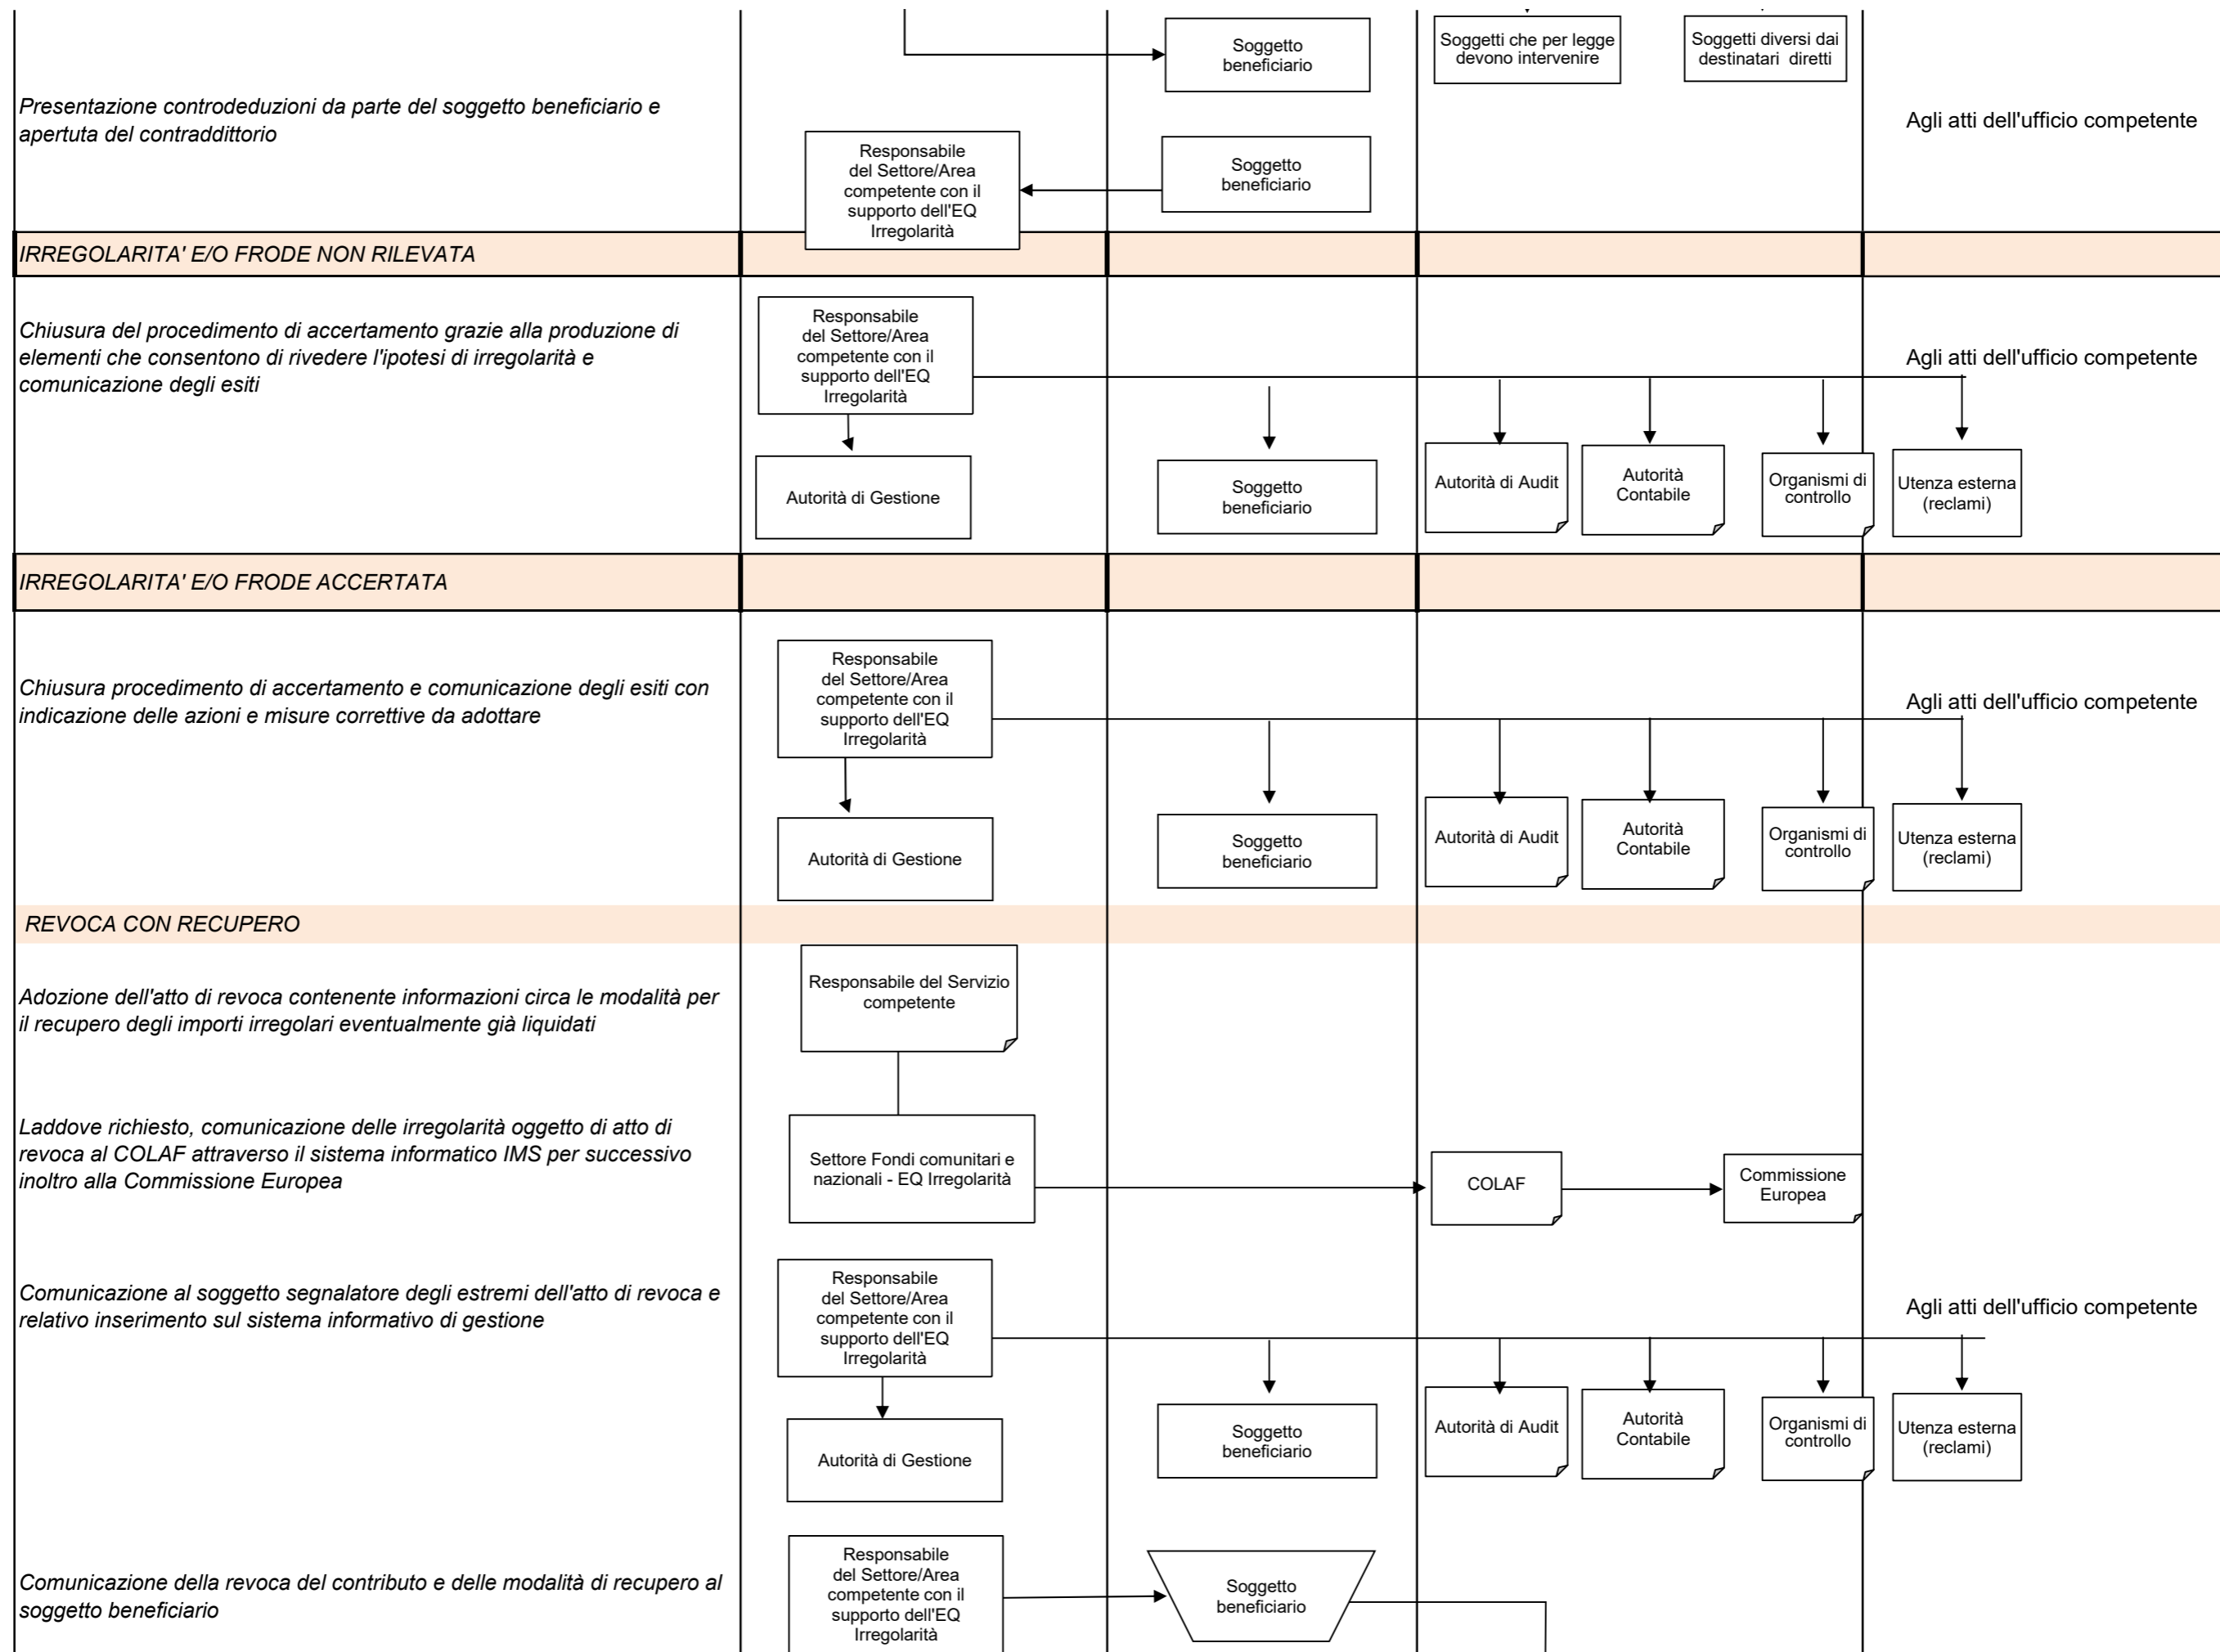 Soggetto
beneficiario
Soggetti che per legge
devono intervenire
Soggetti diversi dai
destinatari diretti
Presentazione controdeduzioni da parte del soggetto beneficiario e
apertuta del contraddittorio
Agli atti dell'ufficio competente
Responsabile
del Settore/Area
competente con il
supporto dell'EQ
Irregolarità
Soggetto
beneficiario
IRREGOLARITA' E/O FRODE NON RILEVATA
Chiusura del procedimento di accertamento grazie alla produzione di
elementi che consentono di rivedere l'ipotesi di irregolarità e
comunicazione degli esiti
Responsabile
del Settore/Area
competente con il
supporto dell'EQ
Irregolarità
Agli atti dell'ufficio competente
Autorità di Gestione
Soggetto
beneficiario
Autorità di Audit
Autorità
Contabile
Organismi di
controllo
Utenza esterna
(reclami)
IRREGOLARITA' E/O FRODE ACCERTATA
Chiusura procedimento di accertamento e comunicazione degli esiti con
indicazione delle azioni e misure correttive da adottare
Responsabile
del Settore/Area
competente con il
supporto dell'EQ
Irregolarità
Agli atti dell'ufficio competente
Autorità di Gestione
Soggetto
beneficiario
Autorità di Audit
Autorità
Contabile
Organismi di
controllo
Utenza esterna
(reclami)
REVOCA CON RECUPERO
Adozione dell'atto di revoca contenente informazioni circa le modalità per
il recupero degli importi irregolari eventualmente già liquidati
Responsabile del Servizio
competente
Laddove richiesto, comunicazione delle irregolarità oggetto di atto di
revoca al COLAF attraverso il sistema informatico IMS per successivo
inoltro alla Commissione Europea
Settore Fondi comunitari e
nazionali - EQ Irregolarità
COLAF
Commissione
Europea
Comunicazione al soggetto segnalatore degli estremi dell'atto di revoca e
relativo inserimento sul sistema informativo di gestione
Responsabile
del Settore/Area
competente con il
supporto dell'EQ
Irregolarità
Agli atti dell'ufficio competente
Autorità di Gestione
Soggetto
beneficiario
Autorità di Audit
Autorità
Contabile
Organismi di
controllo
Utenza esterna
(reclami)
Comunicazione della revoca del contributo e delle modalità di recupero al
soggetto beneficiario
Responsabile
del Settore/Area
competente con il
supporto dell'EQ
Irregolarità
Soggetto
beneficiario